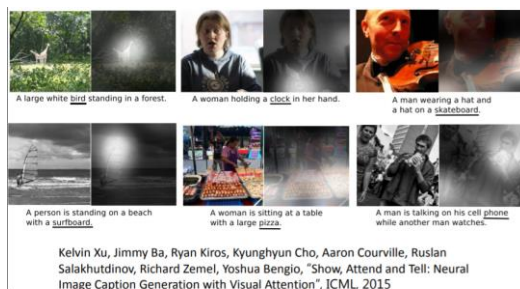 A large white bird standing in a forest.
A woman holding a clock in her hand.
A man wearing a hat and
a hat on a skateboard.
A person is standing on a beach
with a surfboard.
A woman is sitting at a table
with a large pizza.
A man is talking on his cell phone
while another man watches.
Kelvin Xu, Jimmy Ba, Ryan Kiros, Kyunghyun Cho, Aaron Courville, Ruslan
Salakhutdinov, Richard Zemel, Yoshua Bengio, "Show, Attend and Tell: Neural
Image Caption Generation with Visual Attention", ICML, 2015